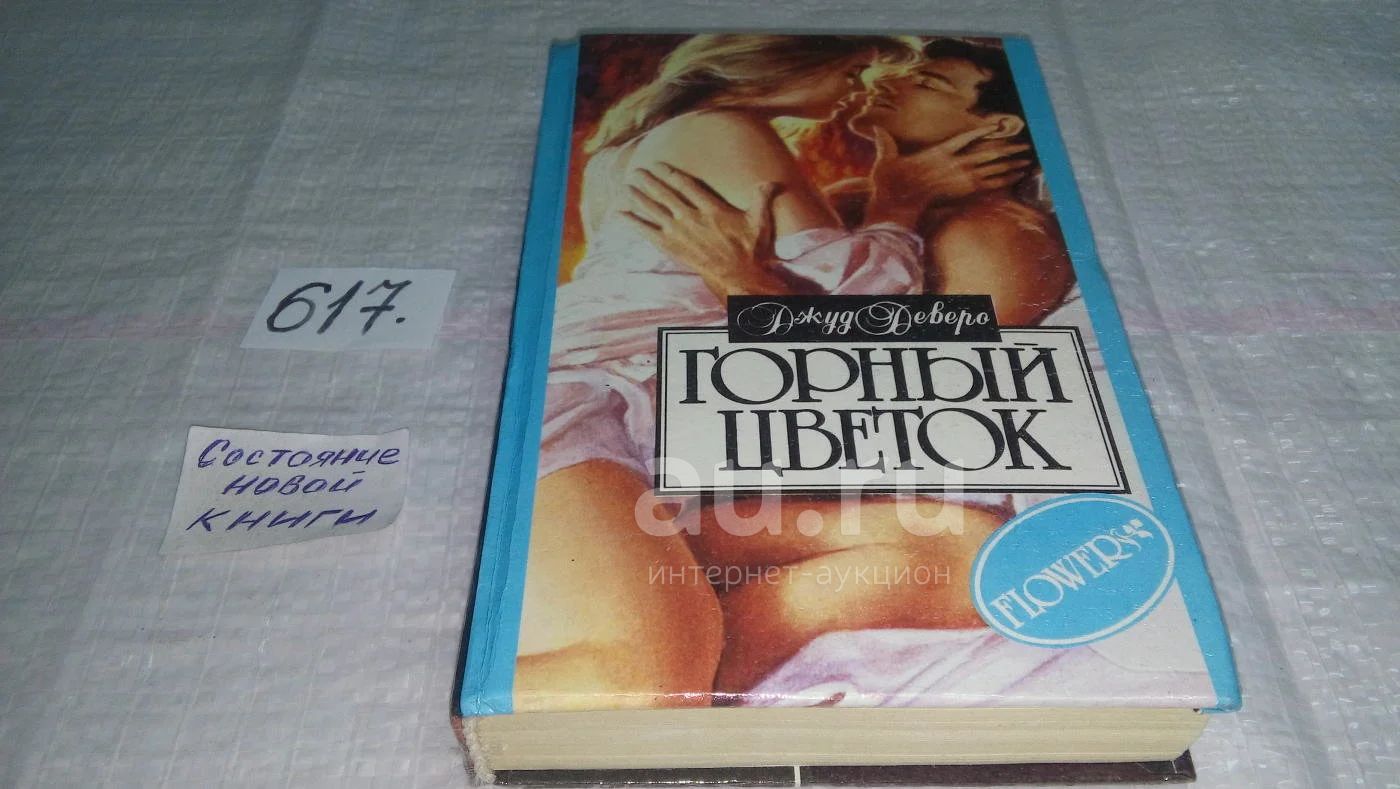 617.
Состояние
новой
книги
Джуд Деверо
ГОРНЫЙ
ЦВЕТОК
au.ru
интернет-аукцион
FLOWERS